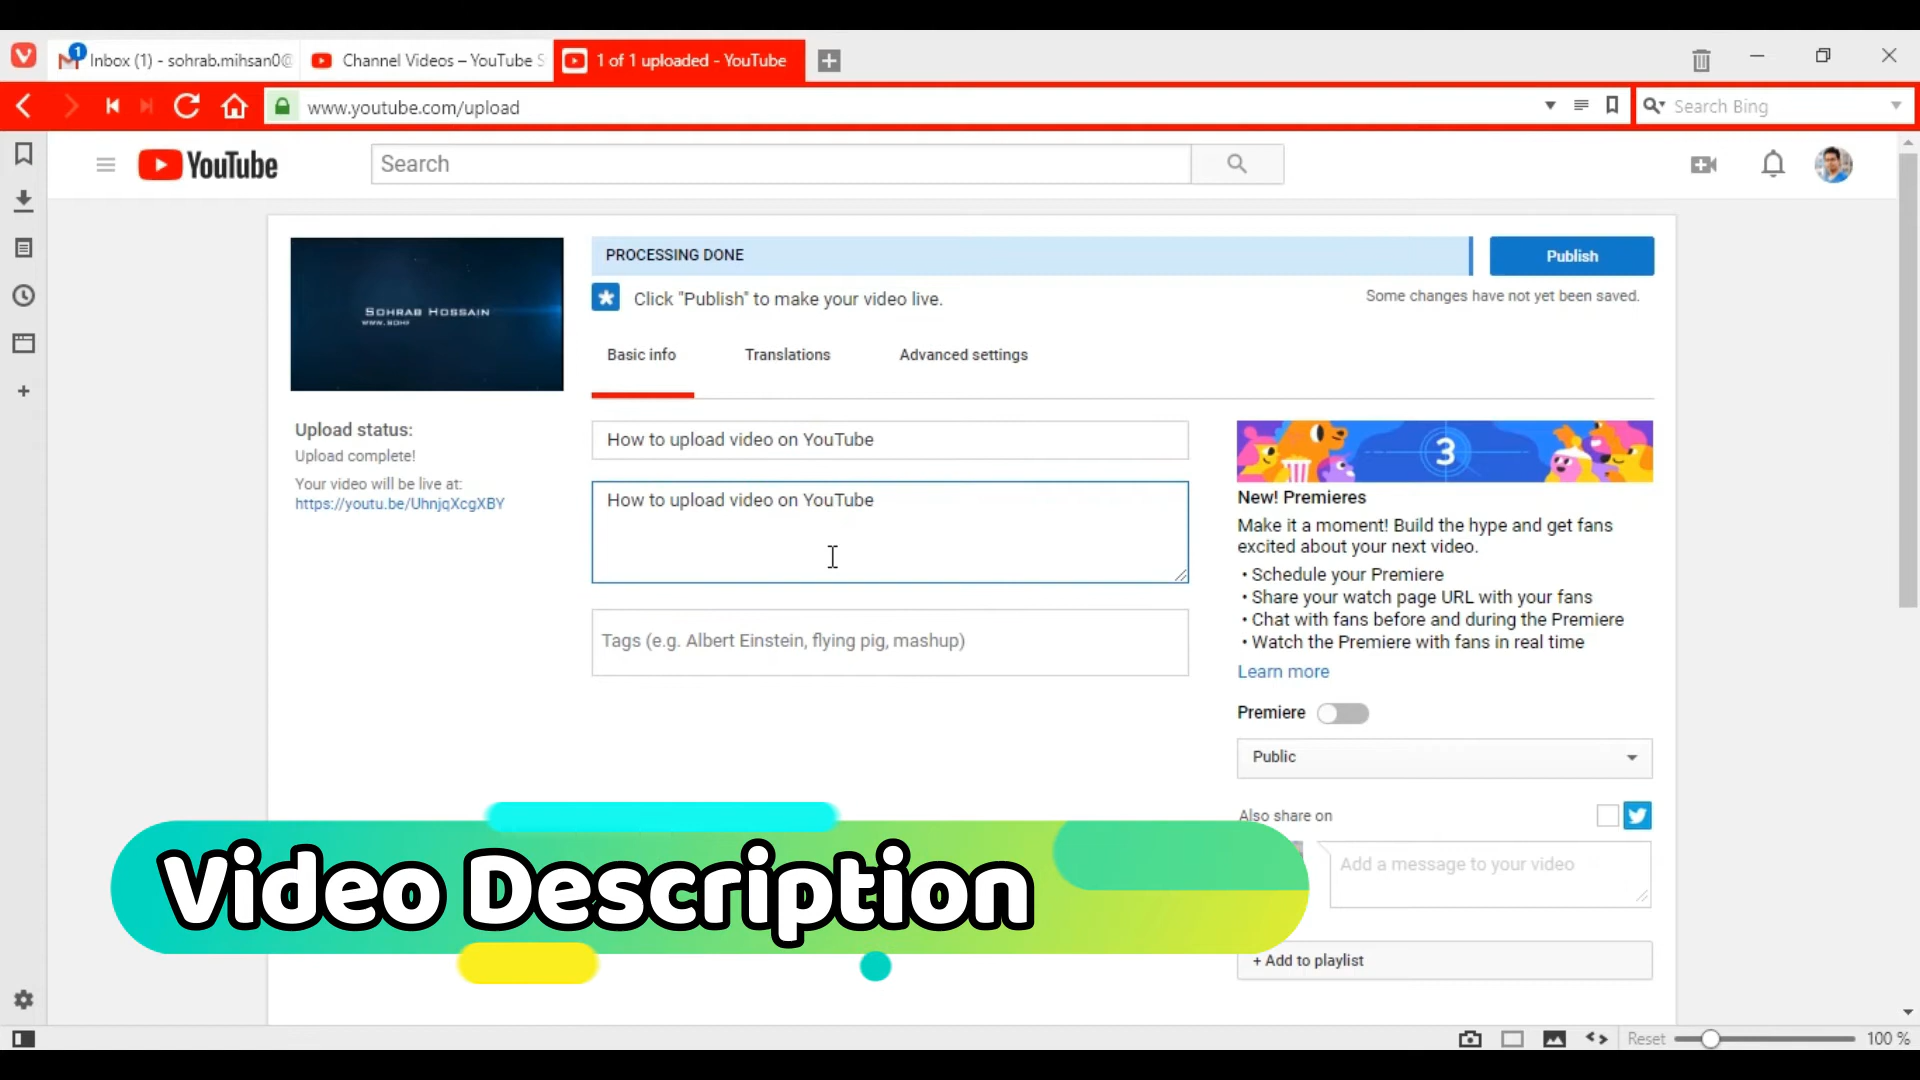 1
Inbox (1) - sohrab.mihsan0@
Channel Videos – YouTube S
1 of 1 uploaded - YouTube
www.youtube.com/upload
Search Bing
YouTube
Search
PROCESSING DONE
Publish
Click "Publish" to make your video live.
Some changes have not yet been saved.
SOHRAB HOSSAIN
WWW.SOHR
Basic info
Translations
Advanced settings
Upload status:
Upload complete!
Your video will be live at:
https://youtu.be/UhnjqXcgXBY
How to upload video on YouTube
How to upload video on YouTube
Tags (e.g. Albert Einstein, flying pig, mashup)
3
New! Premieres
Make it a moment! Build the hype and get fans
excited about your next video.
• Schedule your Premiere
• Share your watch page URL with your fans
• Chat with fans before and during the Premiere
• Watch the Premiere with fans in real time
Learn more
Premiere
Public
Also share on
Add a message to your video
+ Add to playlist
Video Description
Reset
100 %